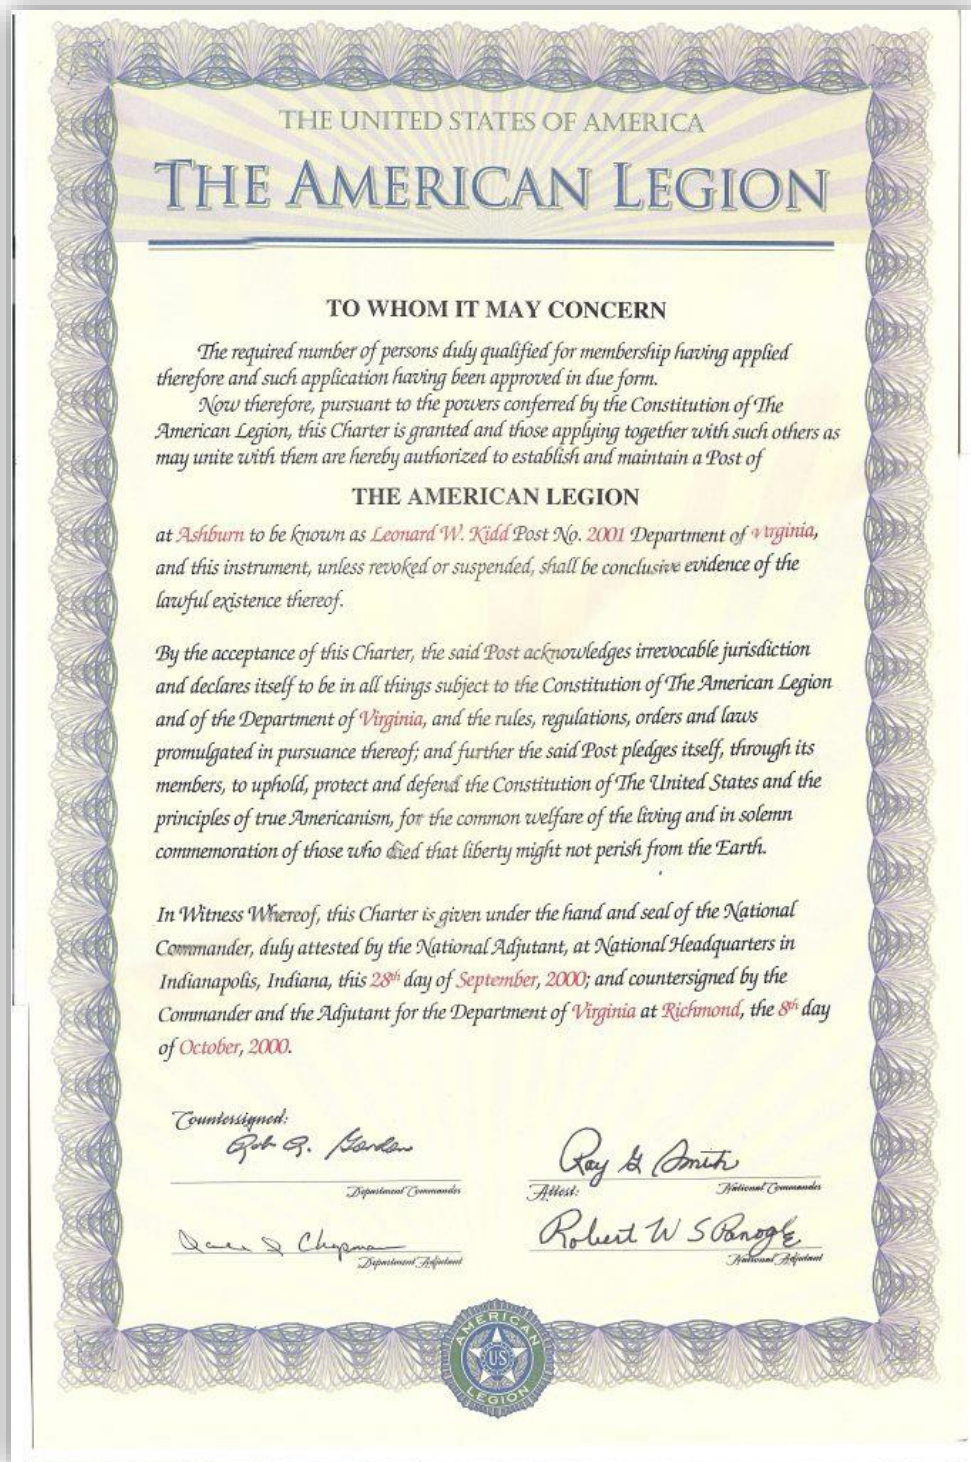 THE UNITED STATES OF AMERICA
THE AMERICAN LEGION
TO WHOM IT MAY CONCERN
The required number of persons duly qualified for membership having applied
therefore and such application having been approved in due form.
Now therefore, pursuant to the powers conferred by the Constitution of The
American Legion, this Charter is granted and those applying together with such others as
may unite with them are hereby authorized to establish and maintain a Post of
THE AMERICAN LEGION
at Ashburn to be known as Leonard W. Kidd Post No. 2001 Department of Virginia,
and this instrument, unless revoked or suspended, shall be conclusive evidence of the
lawful existence thereof.
By the acceptance of this Charter, the said Post acknowledges irrevocable jurisdiction
and declares itself to be in all things subject to the Constitution of The American Legion
and of the Department of Virginia, and the rules, regulations, orders and laws
promulgated in pursuance thereof; and further the said Post pledges itself, through its
members, to uphold, protect and defend the Constitution of The United States and the
principles of true Americanism, for the common welfare of the living and in solemn
commemoration of those who died that liberty might not perish from the Earth.
In Witness Whereof, this Charter is given under the hand and seal of the National
Commander, duly attested by the National Adjutant, at National Headquarters in
Indianapolis, Indiana, this 28th day of September, 2000; and countersigned by the
Commander and the Adjutant for the Department of Virginia at Richmond, the 8th day
of October, 2000.
Countersigned:
Ray G Smith
Department Commander
Attest:
National Commander
Chapman
Robert W Spanogle
Department Adjutant
National Adjutant
AMERICAN
US
LEGION